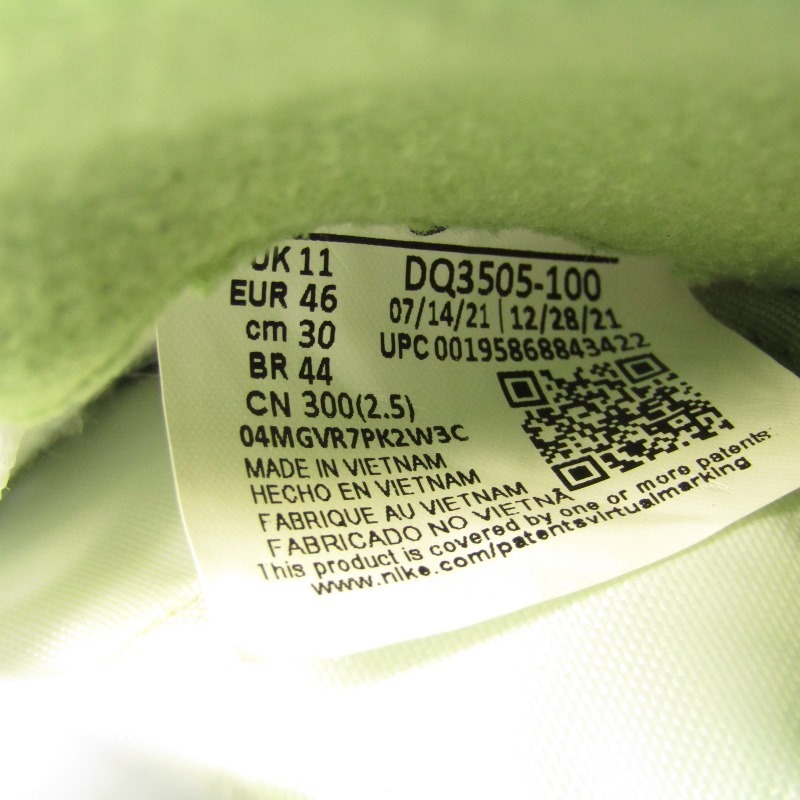 UK 11
EUR 46
cm 30
BR 44
CN 300(2.5)
DQ3505-100
07/14/21 | 12/28/21
UPC 00195868843422
04MGVR7PK2W3C
MADE IN VIETNAM
HECHO EN VIETNAM
FABRIQUE AU VIETNAM
FABRICADO NO VIETNA
This product is covered by one or more patents:
www.nike.com/patentsvirtualmarking